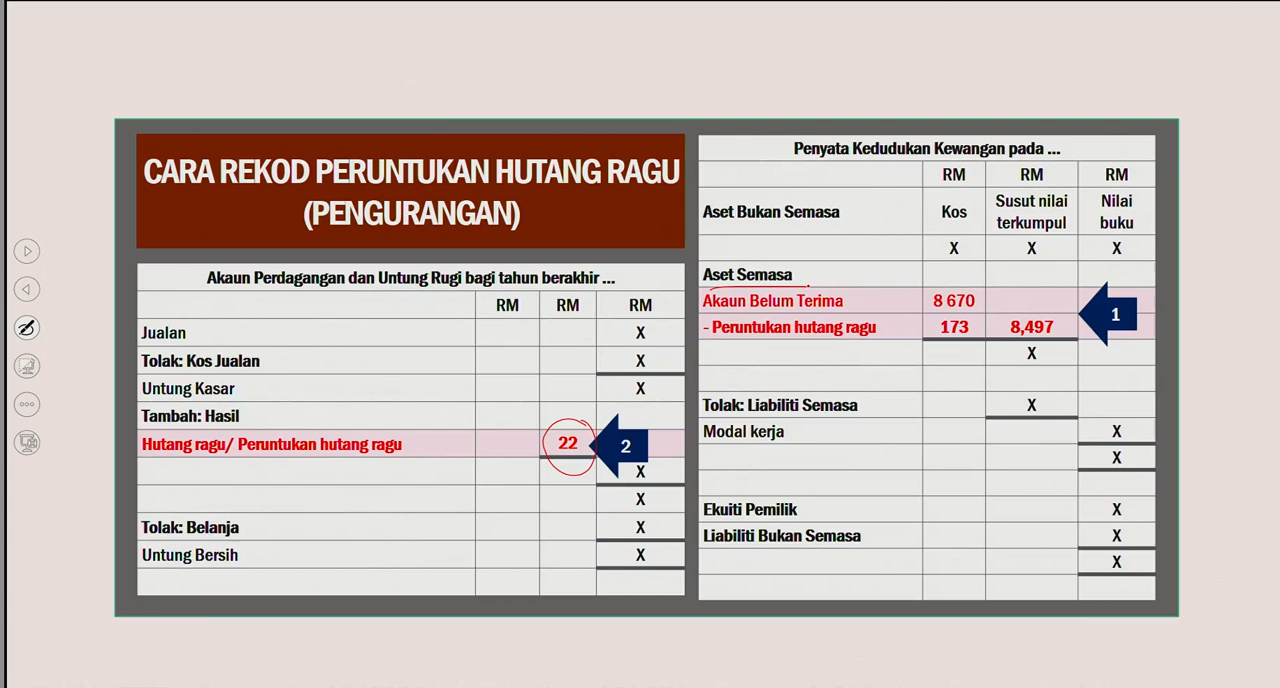 CARA REKOD PERUNTUKAN HUTANG RAGU
(PENGURANGAN)
Akaun Perdagangan dan Untung Rugi bagi tahun berakhir ...
RM RM RM
Jualan X
Tolak: Kos Jualan X
Untung Kasar X
Tambah: Hasil
Hutang ragu/ Peruntukan hutang ragu 22 2
X
X
Tolak: Belanja X
Untung Bersih X
Penyata Kedudukan Kewangan pada ...
RM RM RM
Aset Bukan Semasa Kos Susut nilai terkumpul Nilai buku
X X X
Aset Semasa
Akaun Belum Terima 8 670 1
- Peruntukan hutang ragu 173 8,497
X
Tolak: Liabiliti Semasa X
Modal kerja X
X
Ekuiti Pemilik X
Liabiliti Bukan Semasa X
X